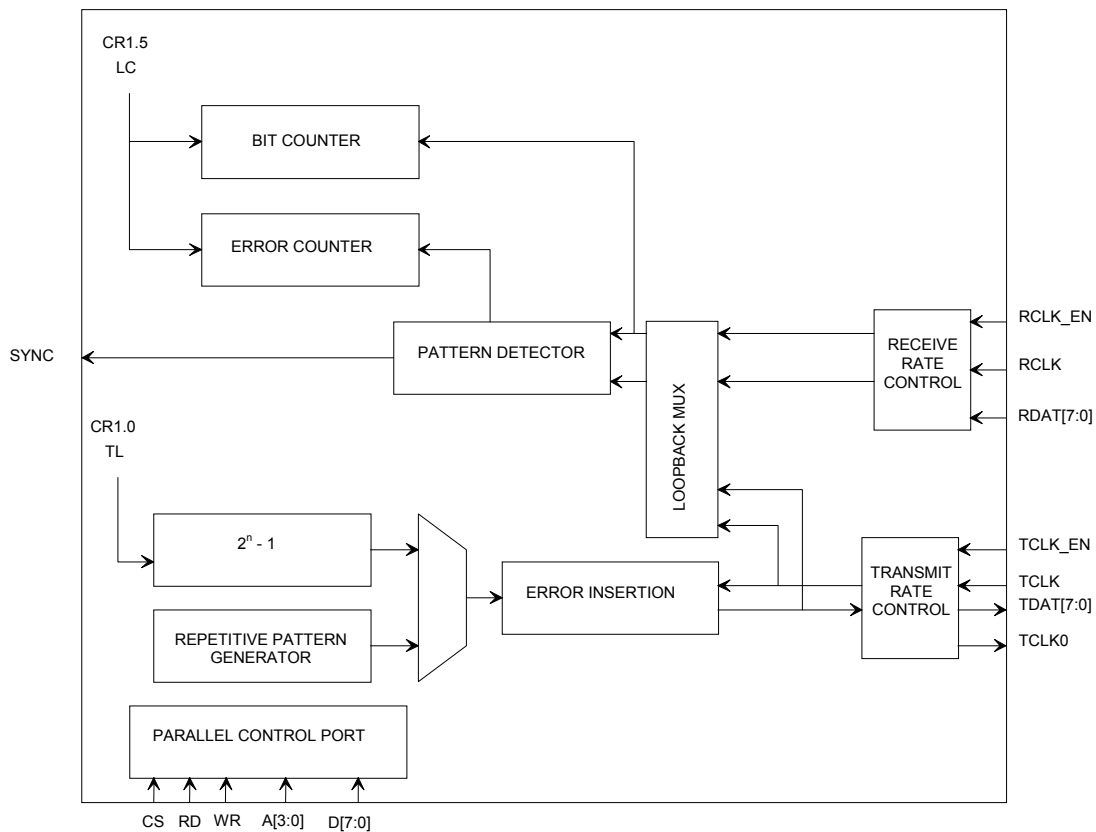 CR1.5
LC
BIT COUNTER
ERROR COUNTER
SYNC
PATTERN DETECTOR
LOOPBACK MUX
RECEIVE
RATE
CONTROL
RCLK_EN
RCLK
RDAT[7:0]
CR1.0
TL
2ⁿ - 1
REPETITIVE PATTERN
GENERATOR
ERROR INSERTION
TRANSMIT
RATE
CONTROL
TCLK_EN
TCLK
TDAT[7:0]
TCLK0
PARALLEL CONTROL PORT
CS RD WR A[3:0] D[7:0]